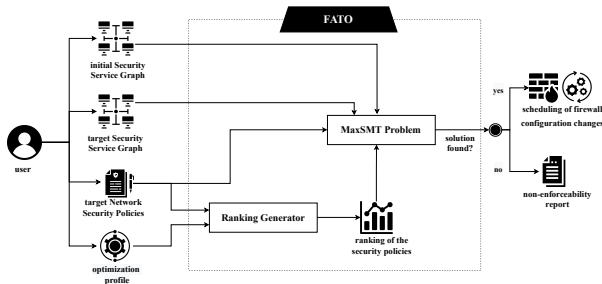 FATO
initial Security
Service Graph
target Security
Service Graph
user
target Network
Security Policies
optimization
profile
Ranking Generator
MaxSMT Problem
ranking of the
security policies
solution
found?
yes
no
scheduling of firewall
configuration changes
non-enforceability
report